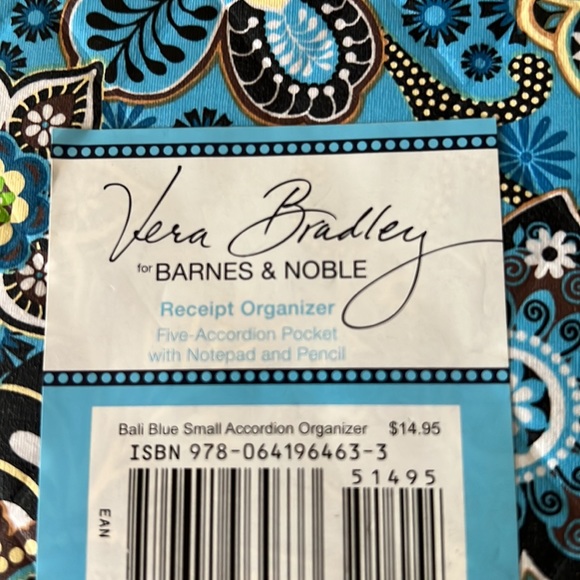 Vera Bradley
for BARNES & NOBLE
Receipt Organizer
Five-Accordion Pocket
with Notepad and Pencil
Bali Blue Small Accordion Organizer $14.95
ISBN 978-064196463-3
51495
EAN